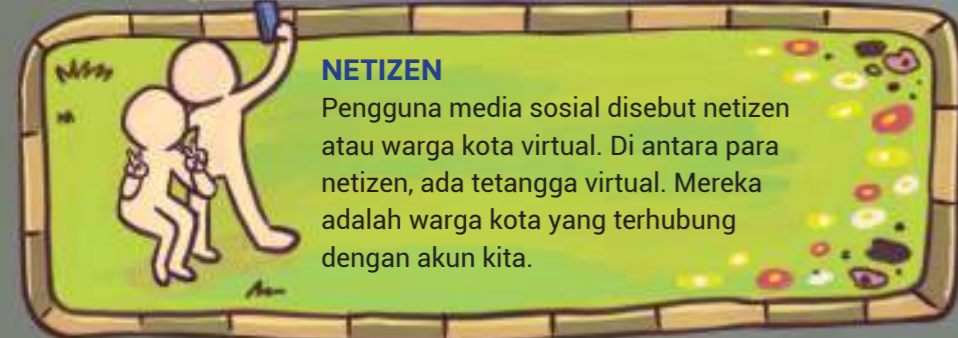 NETIZEN
Pengguna media sosial disebut netizen
atau warga kota virtual. Di antara para
netizen, ada tetangga virtual. Mereka
adalah warga kota yang terhubung
dengan akun kita.